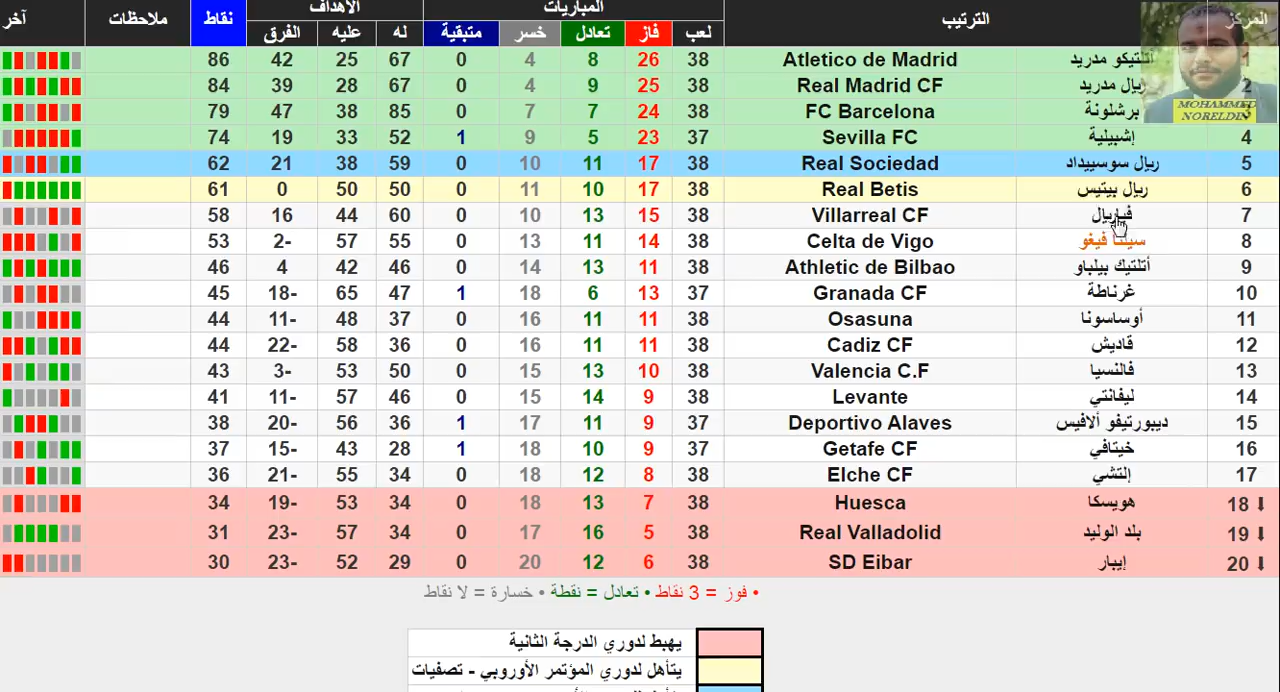 المركز الترتيب المباريات الأهداف نقاط ملاحظات آخر
لعب فاز تعادل خسر متبقية له عليه الفرق
MOHAMMED NORELDIN
1 أتلتيكو مدريد Atletico de Madrid 38 26 8 4 0 67 25 42 86
2 ريال مدريد Real Madrid CF 38 25 9 4 0 67 28 39 84
3 برشلونة FC Barcelona 38 24 7 7 0 85 38 47 79
4 إشبيلية Sevilla FC 37 23 5 9 1 52 33 19 74
5 ريال سوسييداد Real Sociedad 38 17 11 10 0 59 38 21 62
6 ريال بيتيس Real Betis 38 17 10 11 0 50 50 0 61
7 فياريال Villarreal CF 38 15 13 10 0 60 44 16 58
8 سيلتا فيغو Celta de Vigo 38 14 11 13 0 55 57 2- 53
9 أتلتيك بيلباو Athletic de Bilbao 38 11 13 14 0 46 42 4 46
10 غرناطة Granada CF 37 13 6 18 1 47 65 18- 45
11 أوساسونا Osasuna 38 11 11 16 0 37 48 11- 44
12 قاديش Cadiz CF 38 11 11 16 0 36 58 22- 44
13 فالنسيا Valencia C.F 38 10 13 15 0 50 53 3- 43
14 ليفانتي Levante 38 9 14 15 0 46 57 11- 41
15 ديبورتيفو ألافيس Deportivo Alaves 37 9 11 17 1 36 56 20- 38
16 خيتافي Getafe CF 37 9 10 18 1 28 43 15- 37
17 إلتشي Elche CF 38 8 12 18 0 34 55 21- 36
18 ⬇ هويسكا Huesca 38 7 13 18 0 34 53 19- 34
19 ⬇ بلد الوليد Real Valladolid 38 5 16 17 0 34 57 23- 31
20 ⬇ إيبار SD Eibar 38 6 12 20 0 29 52 23- 30
• فوز = 3 نقاط • تعادل = نقطة • خسارة = لا نقاط
يهبط لدوري الدرجة الثانية
يتأهل لدوري المؤتمر الأوروبي - تصفيات